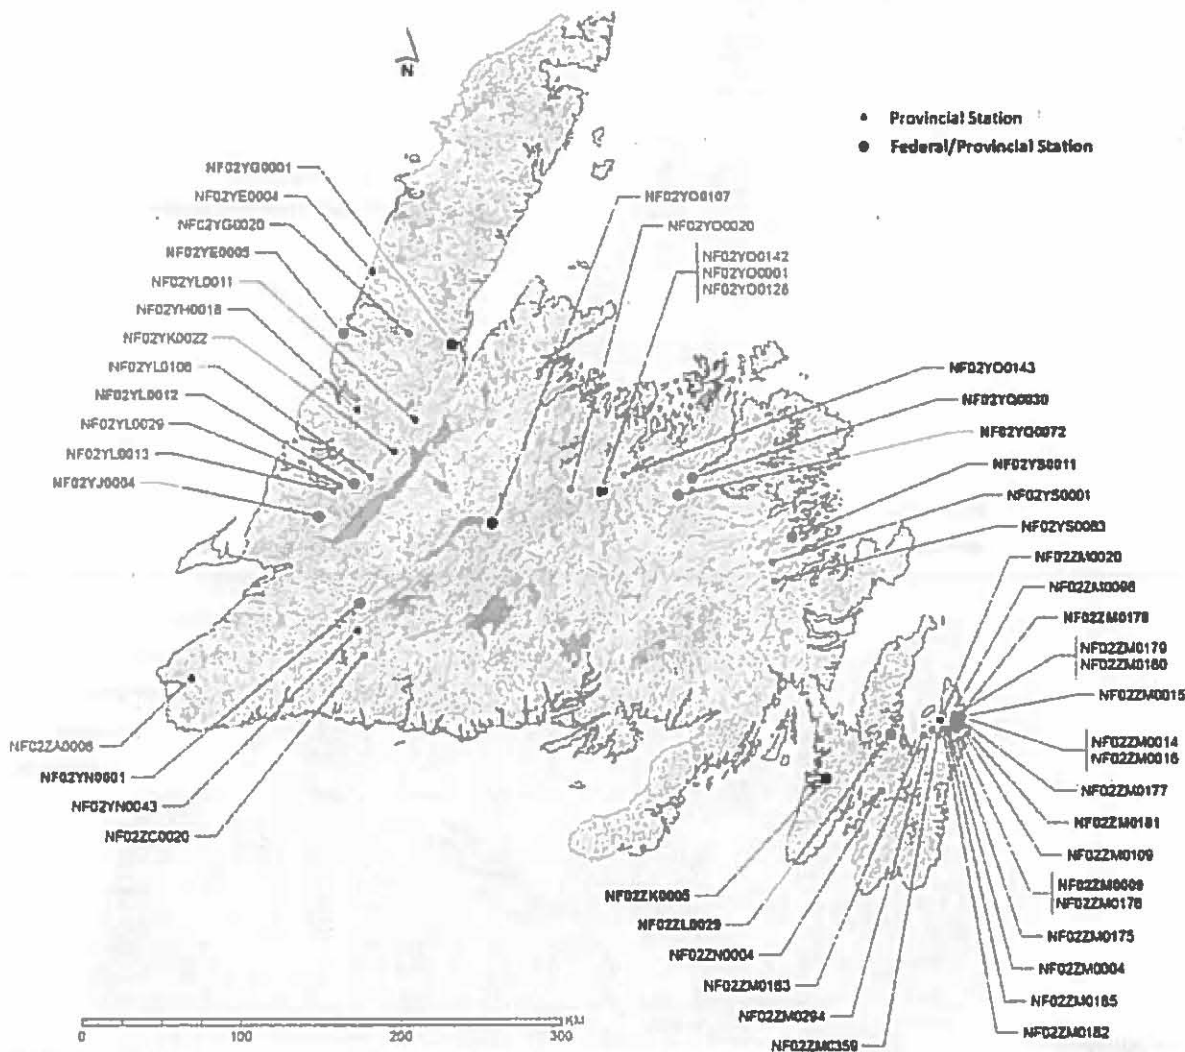 N
Provincial Station
Federal/Provincial Station
NF02YG0001
NF02YE0004
NF02YG0020
NF02YE0005
NF02YL0011
NF02YH0018
NF02YK0022
NF02YL0106
NF02YL0012
NF02YL0029
NF02YL0013
NF02YJ0004
NF02YO0107
NF02YO0020
NF02YO0142
NF02YO0001
NF02YO0128
NF02YO0143
NF02YQ0030
NF02YQ0072
NF02YS0011
NF02YS0001
NF02YS0083
NF02ZM0020
NF02ZM0096
NF02ZM0178
NF02ZM0179
NF02ZM0180
NF02ZM0015
NF02ZM0014
NF02ZM0016
NF02ZM0177
NF02ZM0181
NF02ZM0109
NF02ZM0009
NF02ZM0176
NF02ZM0175
NF02ZM0004
NF02ZM0185
NF02ZM0182
NF02ZA0006
NF02YN0001
NF02YN0043
NF02ZC0020
NF02ZK0005
NF02ZL0029
NF02ZN0004
NF02ZM0183
NF02ZM0294
NF02ZM0359
0 100 200 300 KM